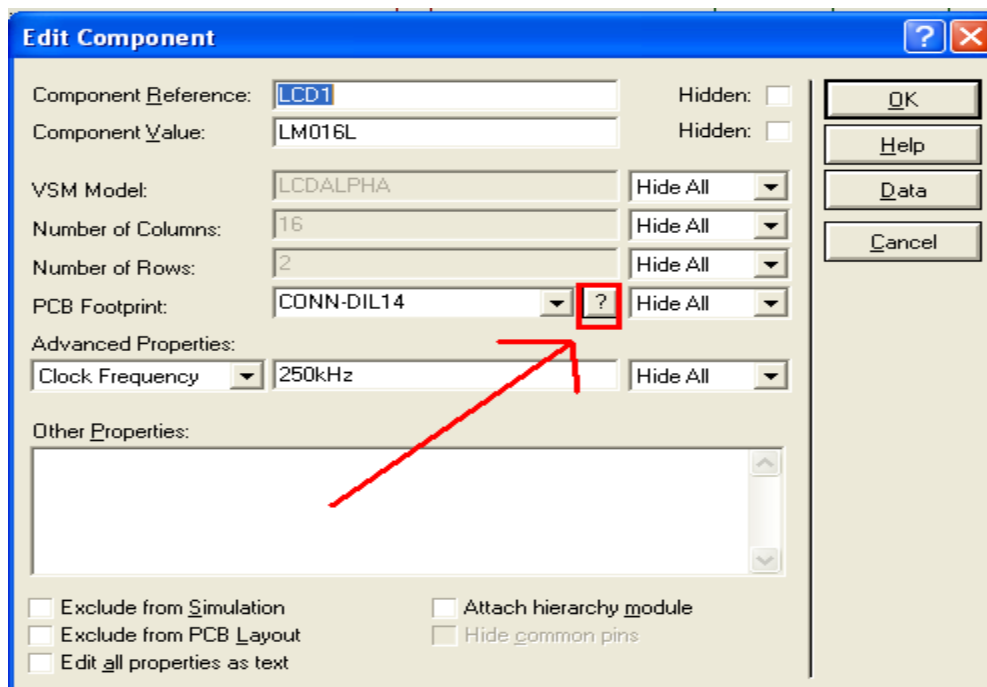 Edit Component
?
Component Reference: LCD1 Hidden:
Component Value: LM016L Hidden:
VSM Model: LCDALPHA Hide All
Number of Columns: 16 Hide All
Number of Rows: 2 Hide All
PCB Footprint: CONN-DIL14 ? Hide All
Advanced Properties:
Clock Frequency 250kHz Hide All
Other Properties:
Exclude from Simulation Attach hierarchy module
Exclude from PCB Layout Hide common pins
Edit all properties as text
OK
Help
Data
Cancel